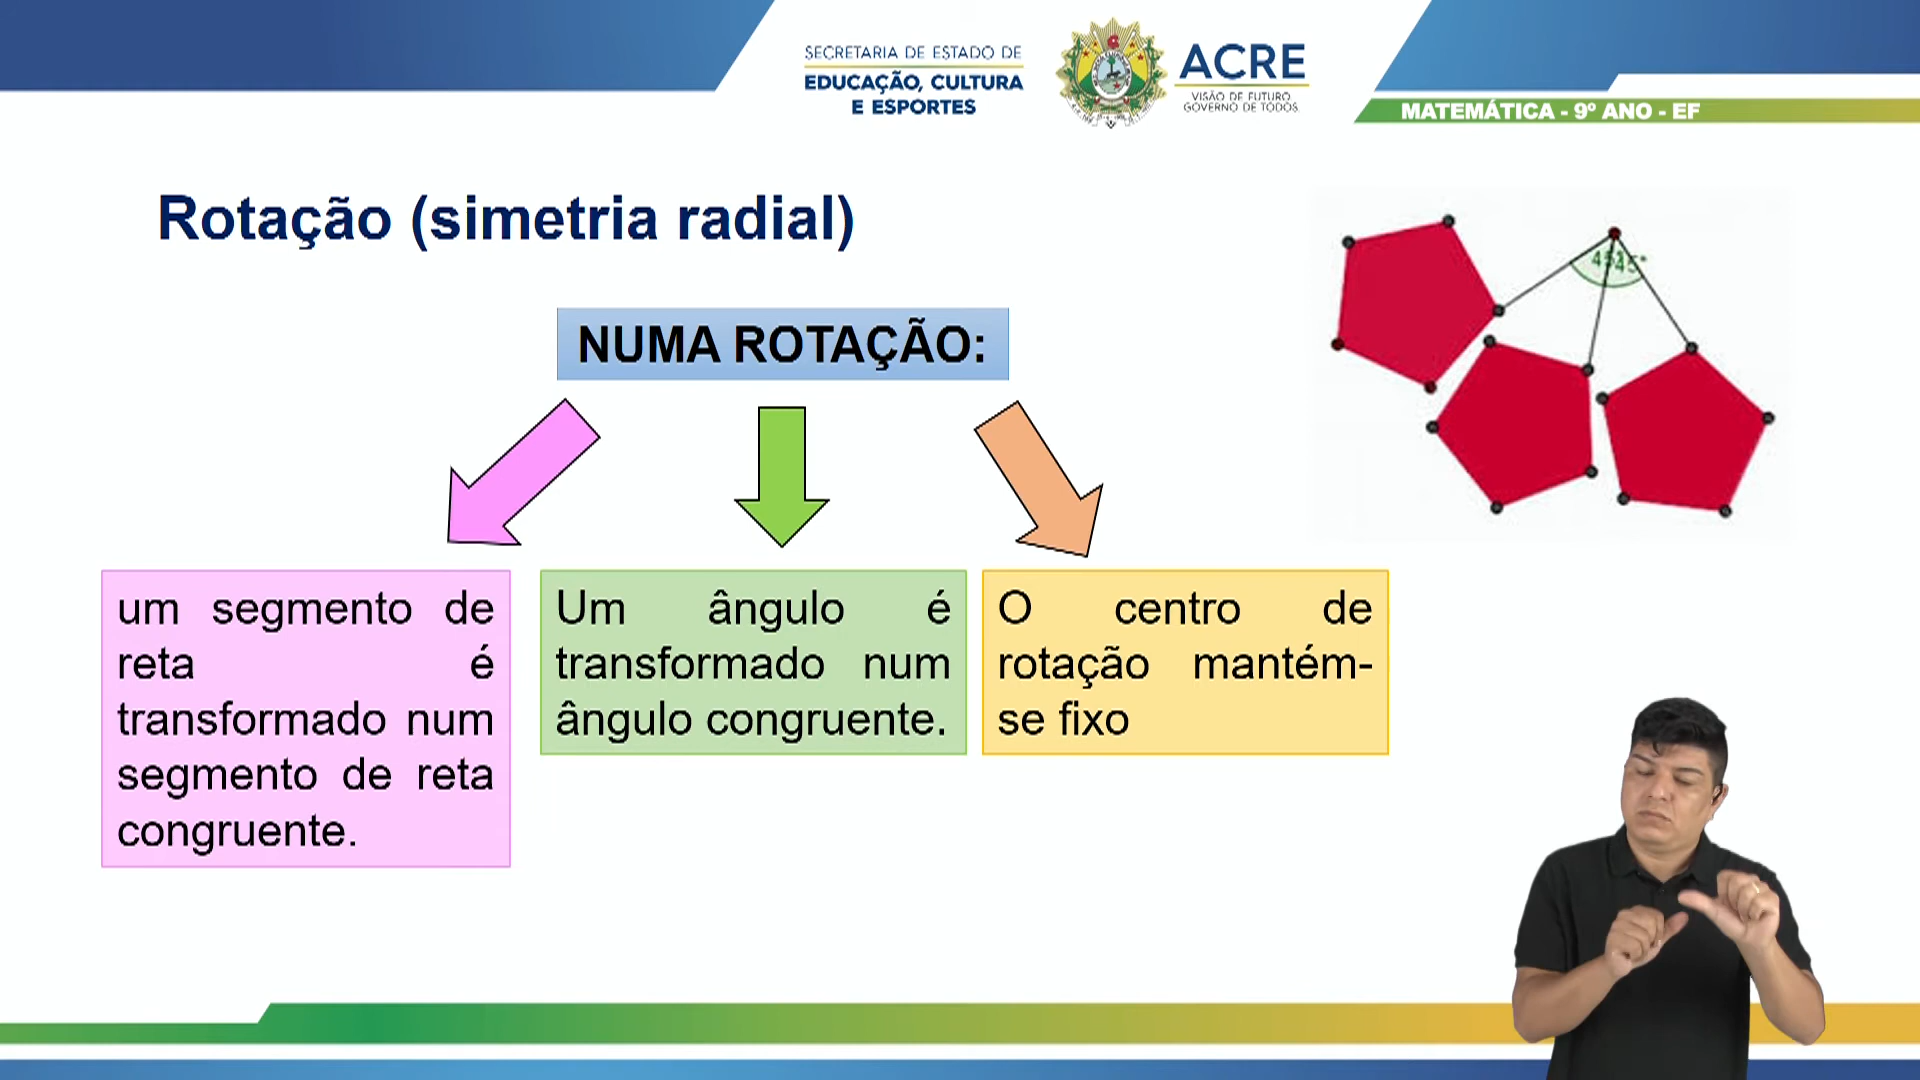 SECRETARIA DE ESTADO DE
EDUCAÇÃO, CULTURA
E ESPORTES
ACRE
VISÃO DE FUTURO
GOVERNO DE TODOS
MATEMÁTICA - 9º ANO - EF
Rotação (simetria radial)
45°
NUMA ROTAÇÃO:
um segmento de
reta é
transformado num
segmento de reta
congruente.
Um ângulo é
transformado num
ângulo congruente.
O centro de
rotação mantém-
se fixo